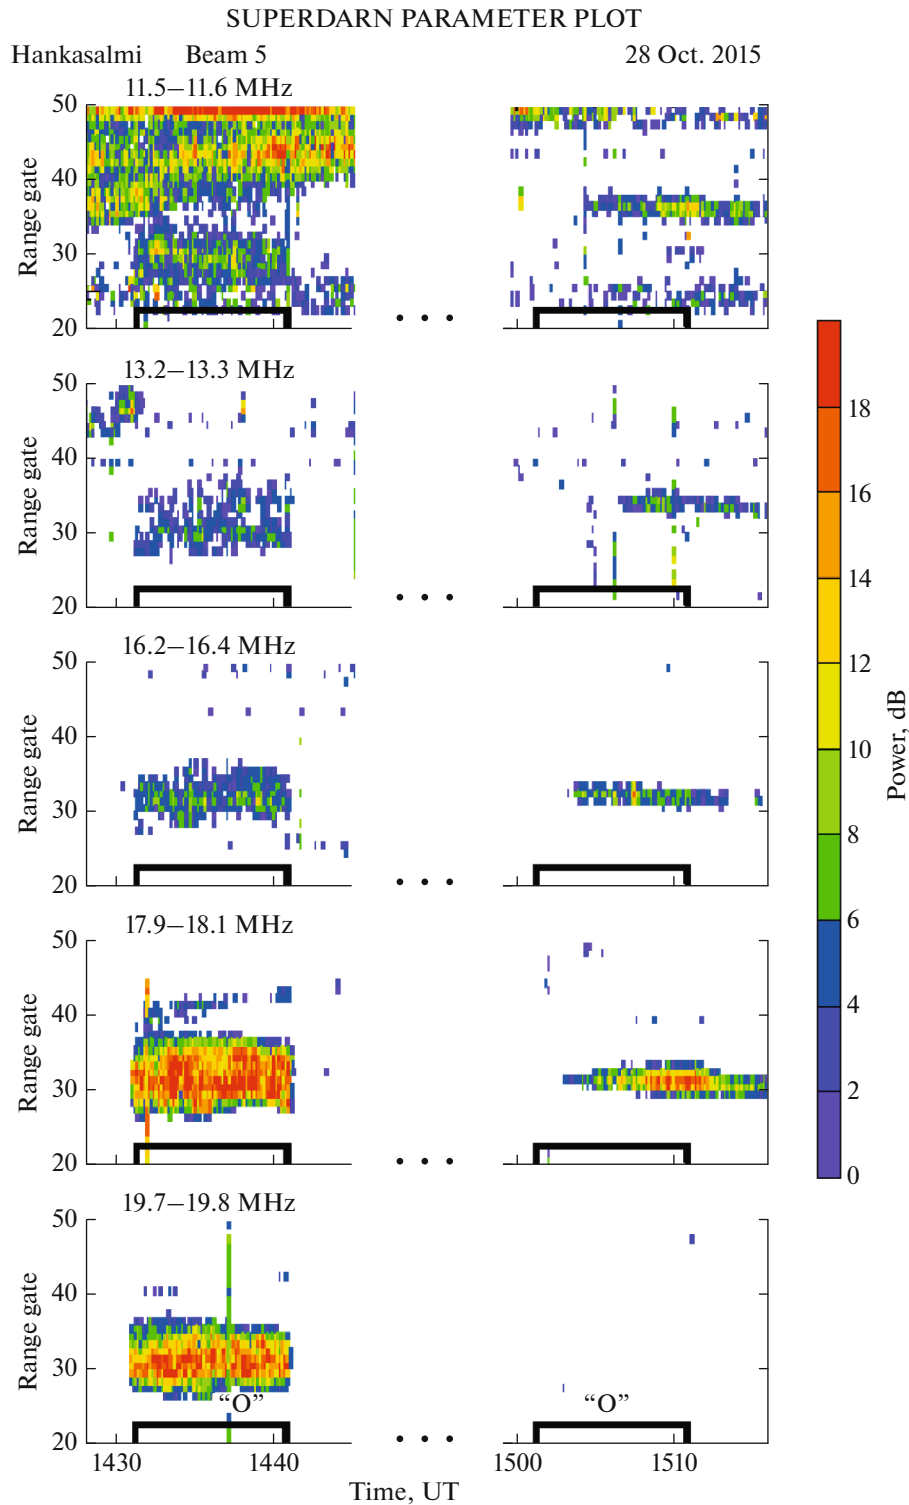 SUPERDARN PARAMETER PLOT
Hankasalmi Beam 5 28 Oct. 2015
11.5–11.6 MHz
50
40
30
20
Range gate
13.2–13.3 MHz
50
40
30
20
Range gate
16.2–16.4 MHz
50
40
30
20
Range gate
17.9–18.1 MHz
50
40
30
20
Range gate
19.7–19.8 MHz
50
40
30
20
Range gate
“O” “O”
1430 1440 1500 1510
Time, UT
18
16
14
12
10
8
6
4
2
0
Power, dB